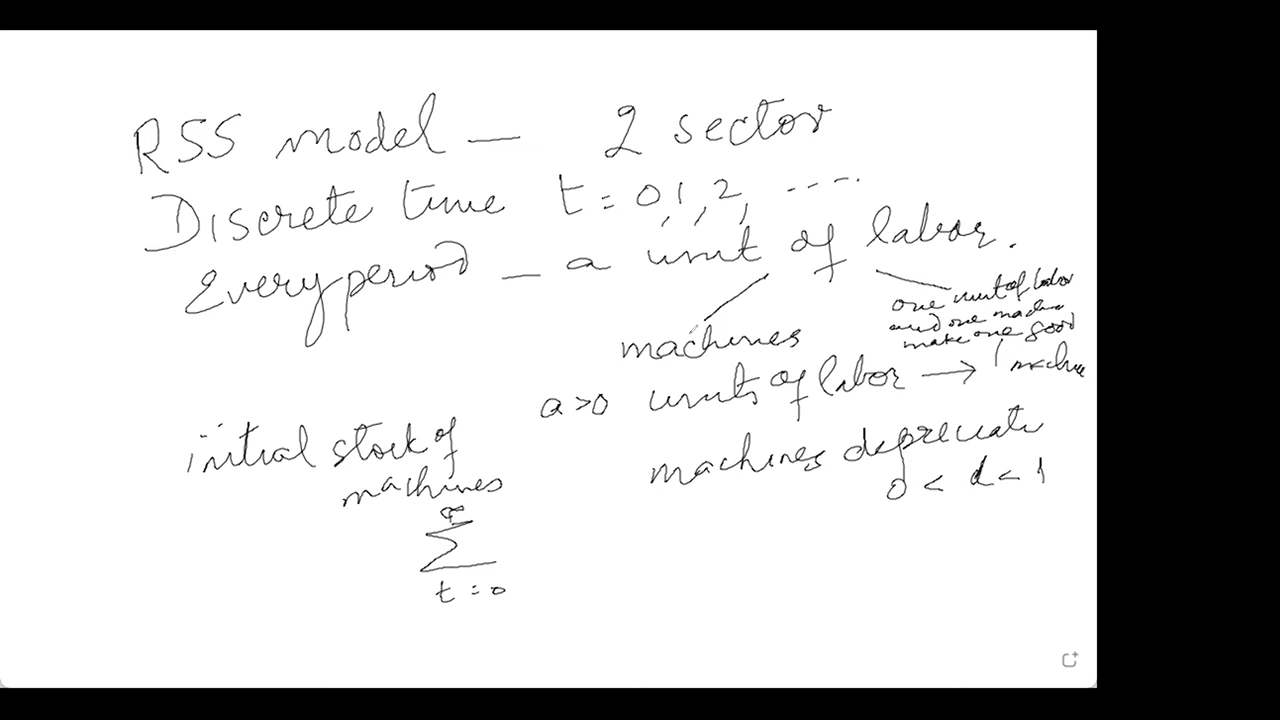 RSS model — 2 sector
Discrete time t = 0, 1, 2, ----.
Every period — a unit of labor.
machines
one unit of labor
and one machine
make one good
a > 0 units of labor → 1 machine
initial stock of
machines
machines depreciate
0 < d < 1
∞
∑
t = 0